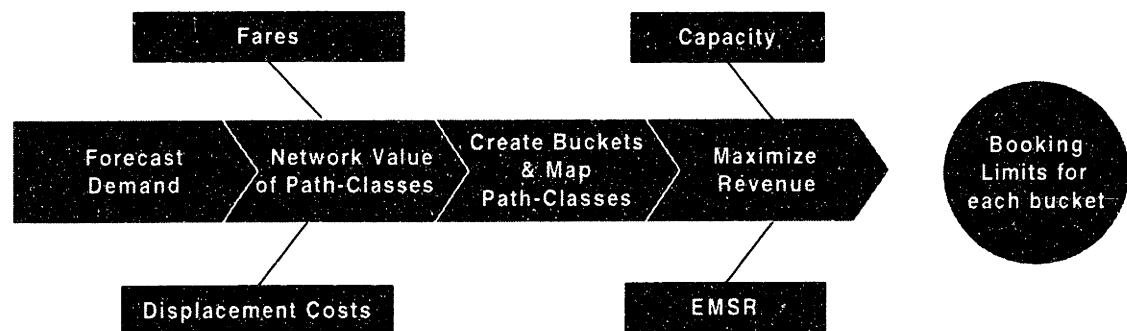 Fares
Capacity
Forecast
Demand
Network Value
of Path-Classes
Create Buckets
& Map
Path-Classes
Maximize
Revenue
Booking
Limits for
each bucket
Displacement Costs
EMSR